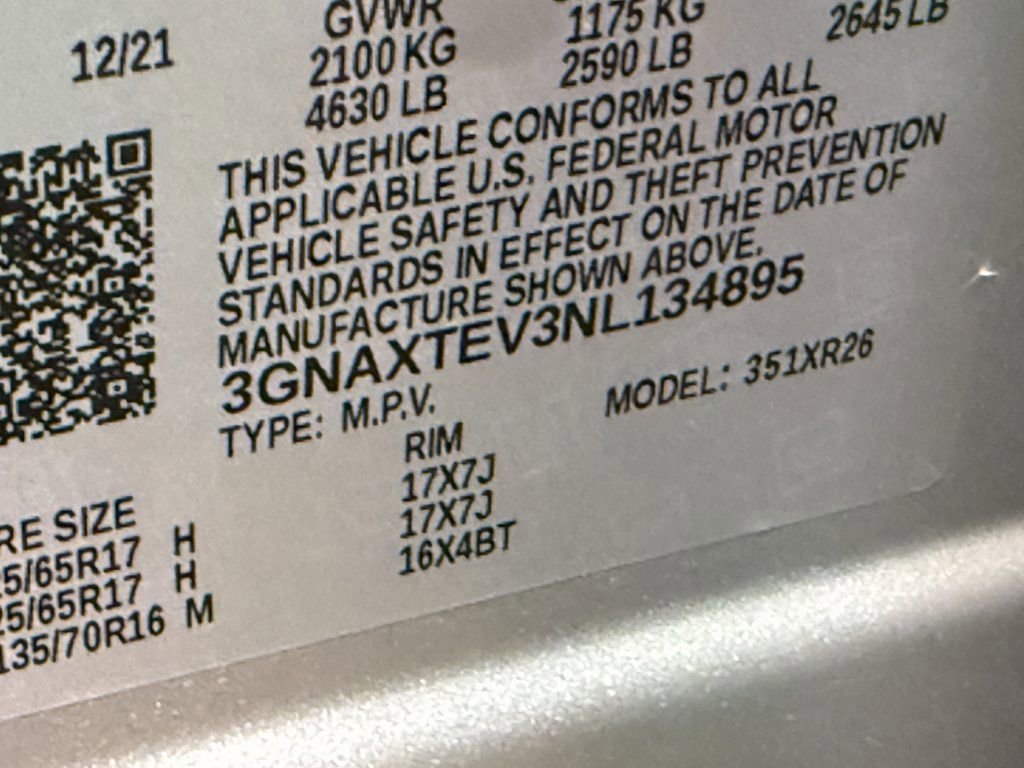 12/21
GVWR
2100 KG
4630 LB
1175 KG
2590 LB
2645 LB
THIS VEHICLE CONFORMS TO ALL
APPLICABLE U.S. FEDERAL MOTOR
VEHICLE SAFETY AND THEFT PREVENTION
STANDARDS IN EFFECT ON THE DATE OF
MANUFACTURE SHOWN ABOVE.
3GNAXTEV3NL134895
TYPE: M.P.V. MODEL: 351XR26
RE SIZE RIM
25/65R17 H 17X7J
25/65R17 H 17X7J
135/70R16 M 16X4BT